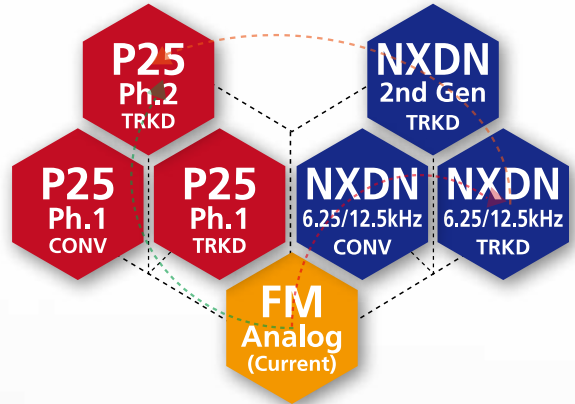 P25
Ph.2
TRKD
NXDN
2nd Gen
TRKD
P25
Ph.1
CONV
P25
Ph.1
TRKD
NXDN
6.25/12.5kHz
CONV
NXDN
6.25/12.5kHz
TRKD
FM
Analog
(Current)